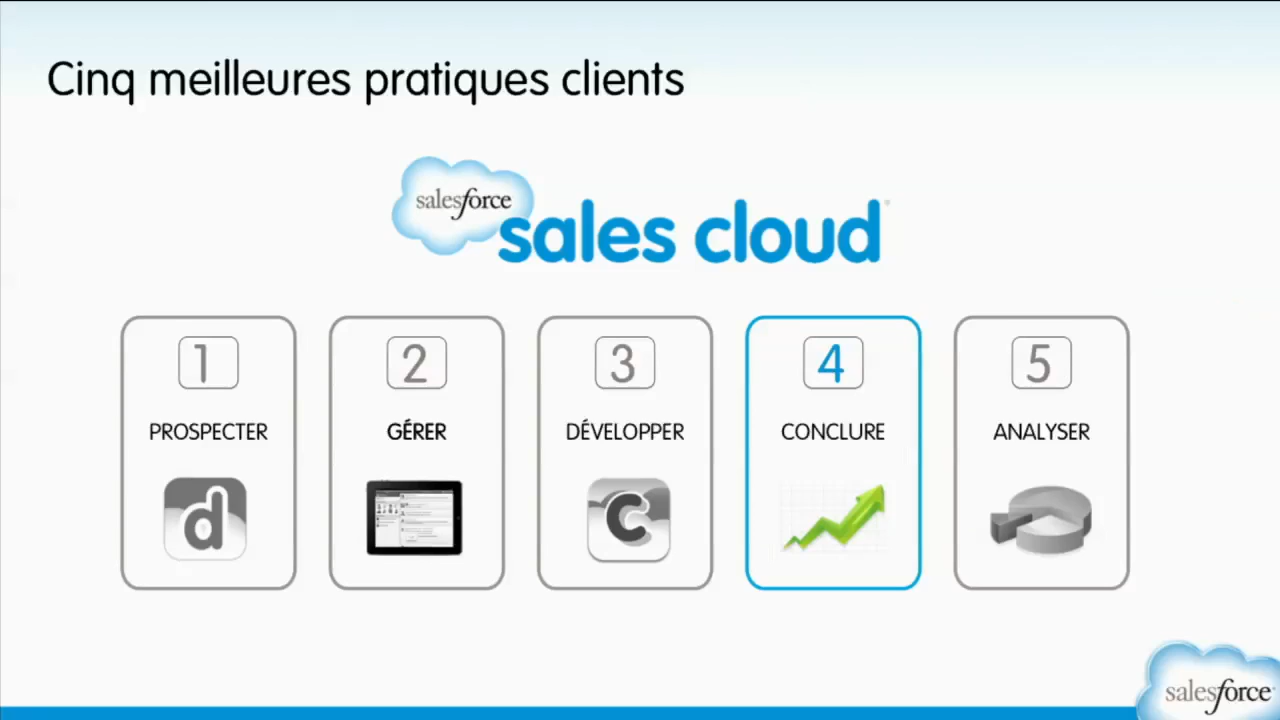 Cinq meilleures pratiques clients
salesforce
sales cloud
1
2
3
4
5
PROSPECTER
GÉRER
DÉVELOPPER
CONCLURE
ANALYSER
d
c
salesforce